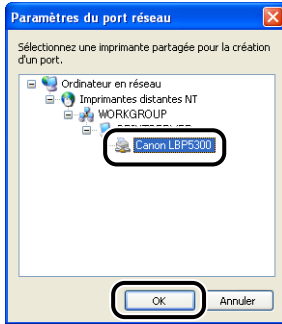 Paramètres du port réseau
Sélectionnez une imprimante partagée pour la création
d'un port.
Ordinateur en réseau
Imprimantes distantes NT
WORKGROUP
Canon LBP5300
OK
Annuler